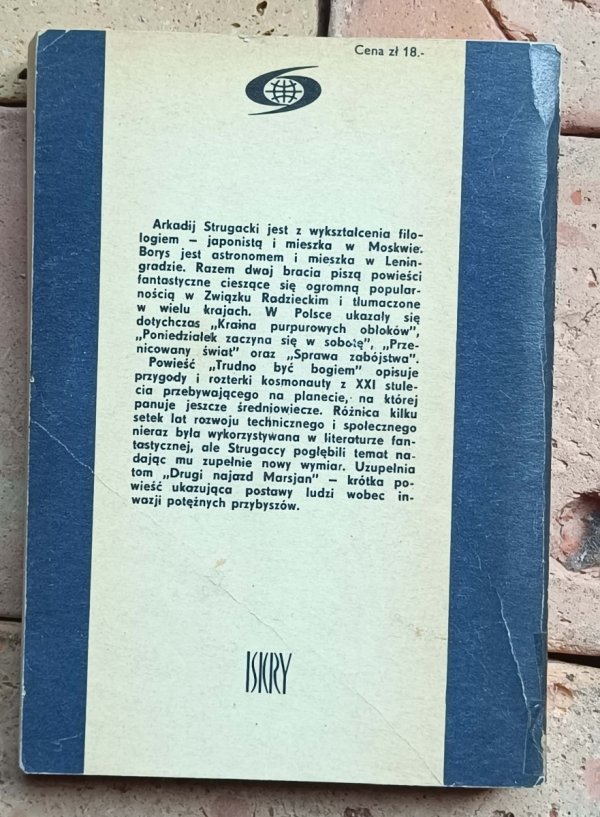 Cena zł 18.-
Arkadij Strugacki jest z wykształcenia filo-
logiem – japonistą i mieszka w Moskwie.
Borys jest astronomem i mieszka w Lenin-
gradzie. Razem dwaj bracia piszą powieści
fantastyczne cieszące się ogromną popular-
nością w Związku Radzieckim i tłumaczone
w wielu krajach. W Polsce ukazały się
dotychczas „Kraina purpurowych obłoków”,
„Poniedziałek zaczyna się w sobotę”, „Prze-
nicowany świat” oraz „Sprawa zabójstwa”.
Powieść „Trudno być bogiem” opisuje
przygody i rozterki kosmonauty z XXI stule-
cia przebywającego na planecie, na której
panuje jeszcze średniowiecze. Różnica kilku
setek lat rozwoju technicznego i społecznego
nieraz była wykorzystywana w literaturze fan-
tastycznej, ale Strugaccy pogłębili temat na-
dając mu zupełnie nowy wymiar. Uzupełnia
tom „Drugi najazd Marsjan” – krótka po-
wieść ukazująca postawy ludzi wobec in-
wazji potężnych przybyszów.
ISKRY